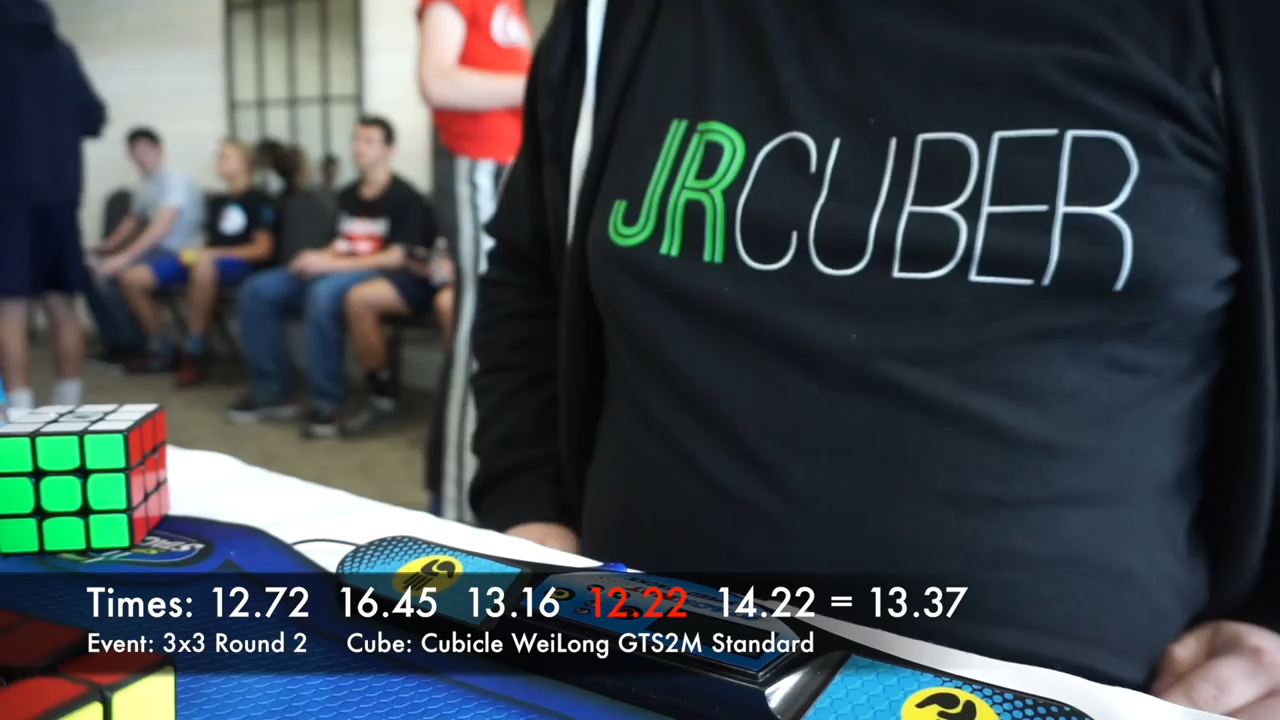 JRCUBER
Times: 12.72 16.45 13.16 12.22 14.22 = 13.37
Event: 3x3 Round 2 Cube: Cubicle WeiLong GTS2M Standard